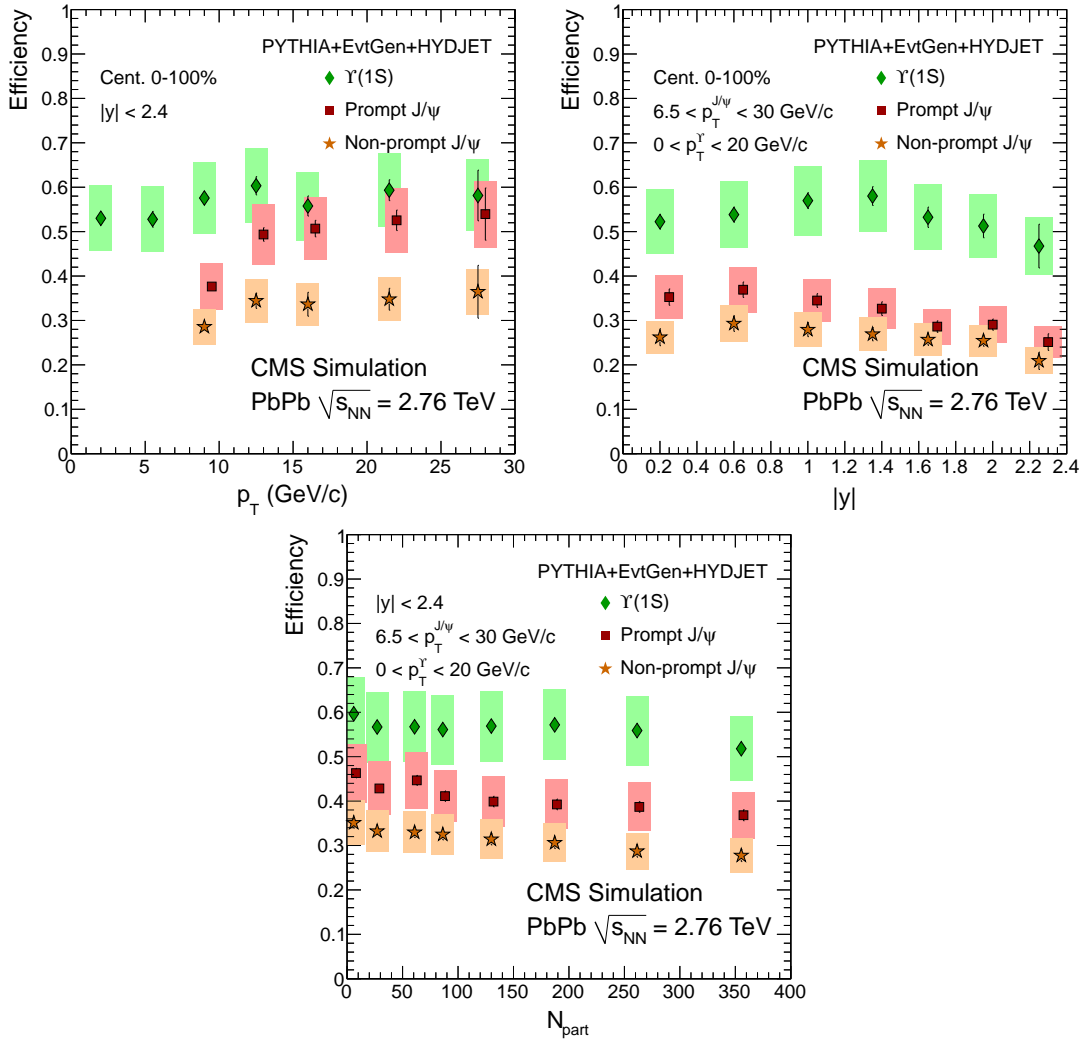 Efficiency
1
0.9
0.8
0.7
0.6
0.5
0.4
0.3
0.2
0.1
0
PYTHIA+EvtGen+HYDJET
Cent. 0-100%
|y| < 2.4
ϒ(1S)
Prompt J/ψ
Non-prompt J/ψ
CMS Simulation
PbPb √s_NN = 2.76 TeV
0 5 10 15 20 25 30
p_T (GeV/c)
Efficiency
1
0.9
0.8
0.7
0.6
0.5
0.4
0.3
0.2
0.1
0
PYTHIA+EvtGen+HYDJET
Cent. 0-100%
6.5 < p_T^J/ψ < 30 GeV/c
0 < p_T^ϒ < 20 GeV/c
ϒ(1S)
Prompt J/ψ
Non-prompt J/ψ
CMS Simulation
PbPb √s_NN = 2.76 TeV
0 0.2 0.4 0.6 0.8 1 1.2 1.4 1.6 1.8 2 2.2 2.4
|y|
Efficiency
1
0.9
0.8
0.7
0.6
0.5
0.4
0.3
0.2
0.1
0
PYTHIA+EvtGen+HYDJET
|y| < 2.4
6.5 < p_T^J/ψ < 30 GeV/c
0 < p_T^ϒ < 20 GeV/c
ϒ(1S)
Prompt J/ψ
Non-prompt J/ψ
CMS Simulation
PbPb √s_NN = 2.76 TeV
0 50 100 150 200 250 300 350 400
N_part